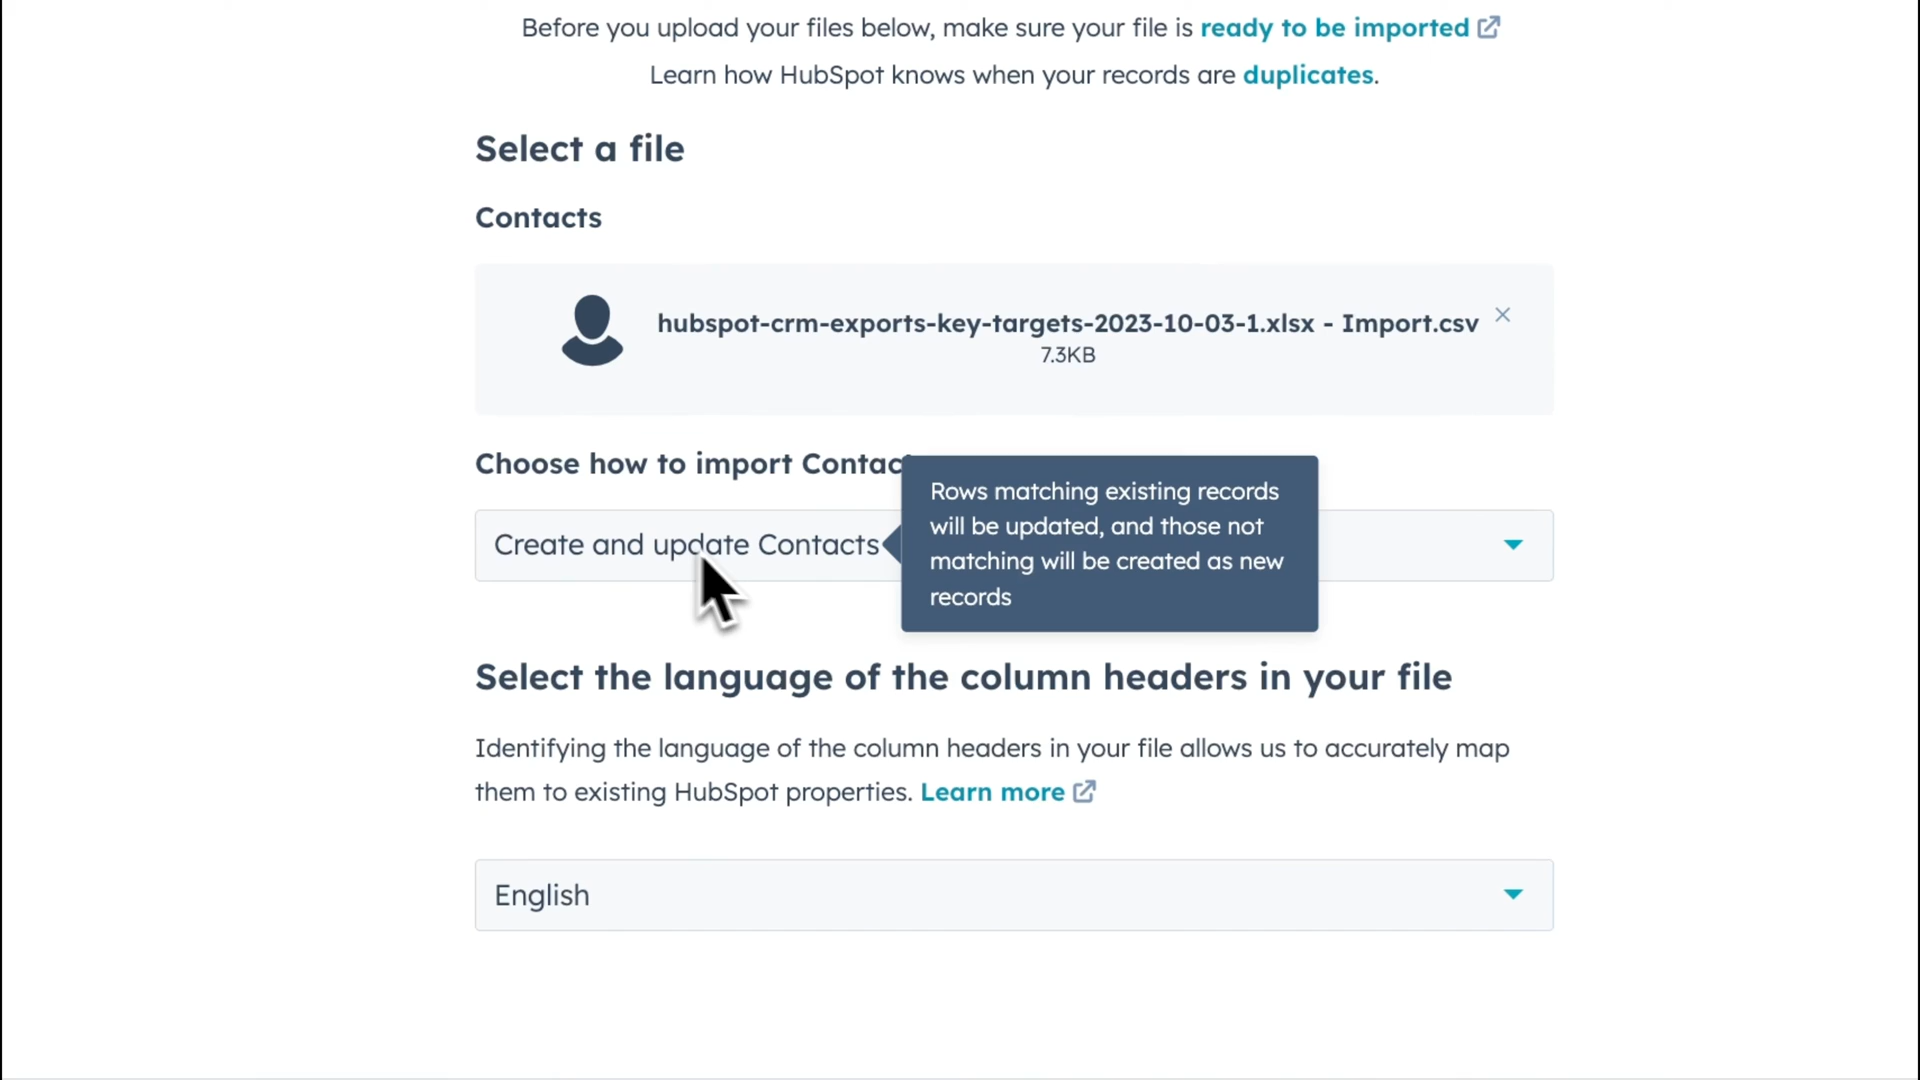 Before you upload your files below, make sure your file is ready to be imported
Learn how HubSpot knows when your records are duplicates.
Select a file
Contacts
hubspot-crm-exports-key-targets-2023-10-03-1.xlsx - Import.csv
7.3KB
Choose how to import Contac
Rows matching existing records
will be updated, and those not
matching will be created as new
records
Create and update Contacts
Select the language of the column headers in your file
Identifying the language of the column headers in your file allows us to accurately map
them to existing HubSpot properties. Learn more
English